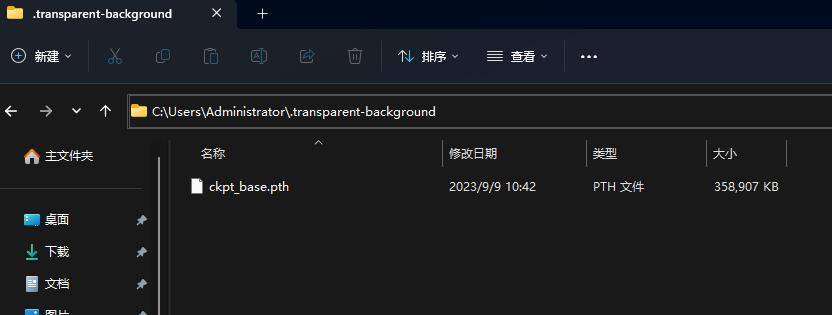 .transparent-background
新建
排序
查看
C:\Users\Administrator\.transparent-background
主文件夹
名称
修改日期
类型
大小
ckpt_base.pth
2023/9/9 10:42
PTH 文件
358,907 KB
桌面
下载
文档
图片